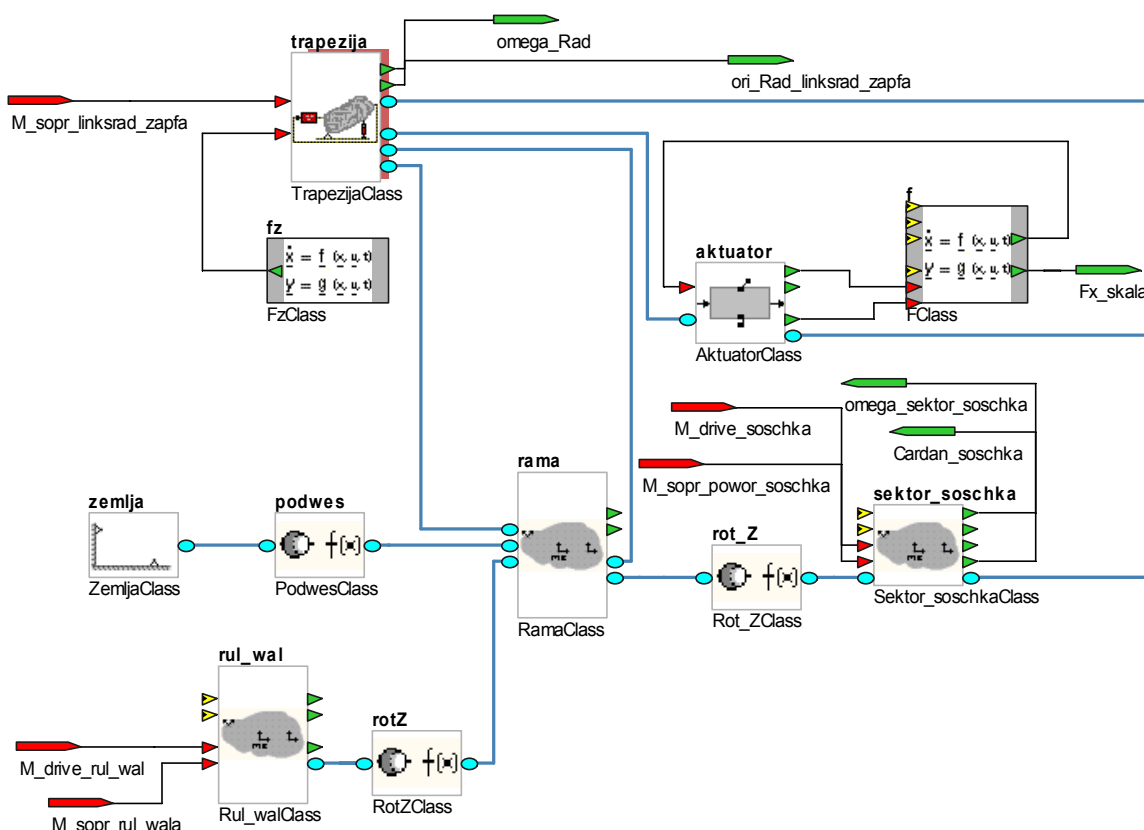 trapezija
omega_Rad
ori_Rad_linksrad_zapfa
M_sopr_linksrad_zapfa
TrapezijaClass
fz
ẋ = f (x, u, t)
y = g (x, u, t)
FzClass
f
ẋ = f (x, u, t)
y = g (x, u, t)
FClass
Fx_skala
aktuator
AktuatorClass
omega_sektor_soschka
M_drive_soschka
Cardan_soschka
M_sopr_powor_soschka
sektor_soschka
Sektor_soschkaClass
rama
RamaClass
zemlja
ZemljaClass
podwes
f(x)
PodwesClass
rot_Z
f(x)
Rot_ZClass
rul_wal
Rul_walClass
rotZ
f(x)
RotZClass
M_drive_rul_wal
M_sopr_rul_wala